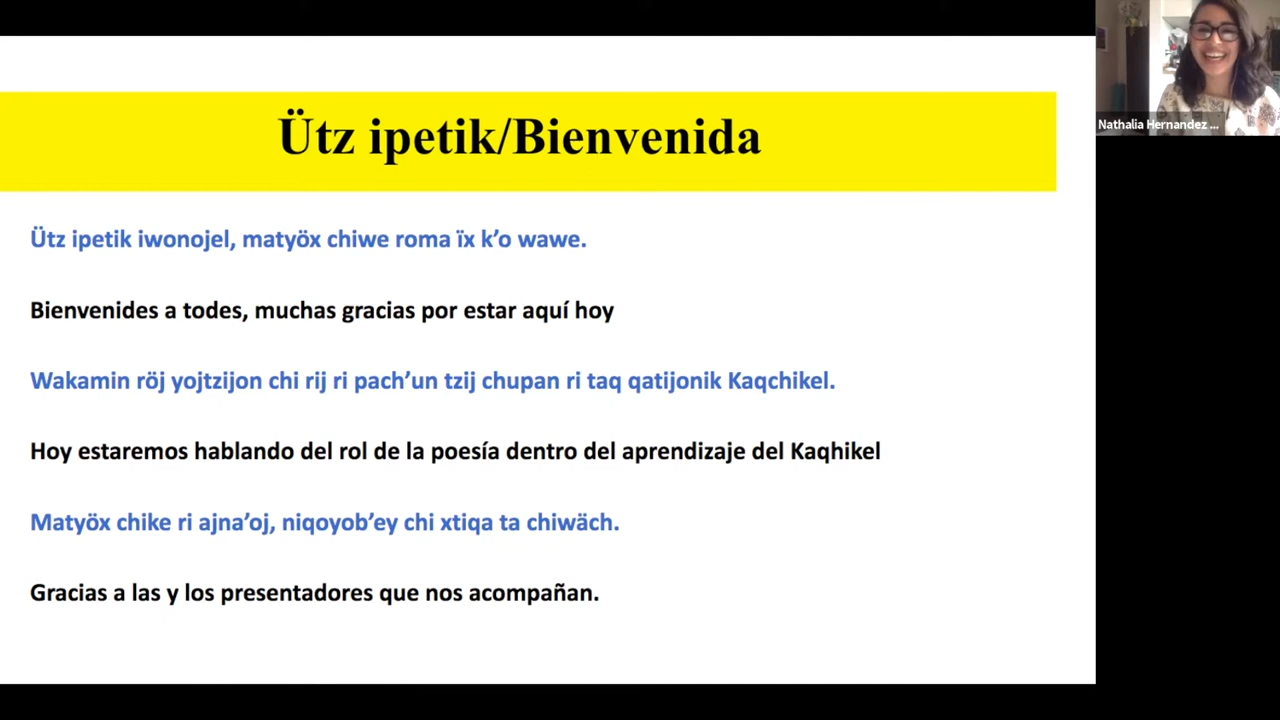 Ütz ipetik/Bienvenida
Ütz ipetik iwonojel, matyöx chiwe roma ïx k’o wawe.
Bienvenides a todes, muchas gracias por estar aquí hoy
Wakamin röj yojtzijon chi rij ri pach’un tzij chupan ri taq qatijonik Kaqchikel.
Hoy estaremos hablando del rol de la poesía dentro del aprendizaje del Kaqhikel
Matyöx chike ri ajna’oj, niqoyob’ey chi xtiqa ta chiwäch.
Gracias a las y los presentadores que nos acompañan.
Nathalia Hernandez ...